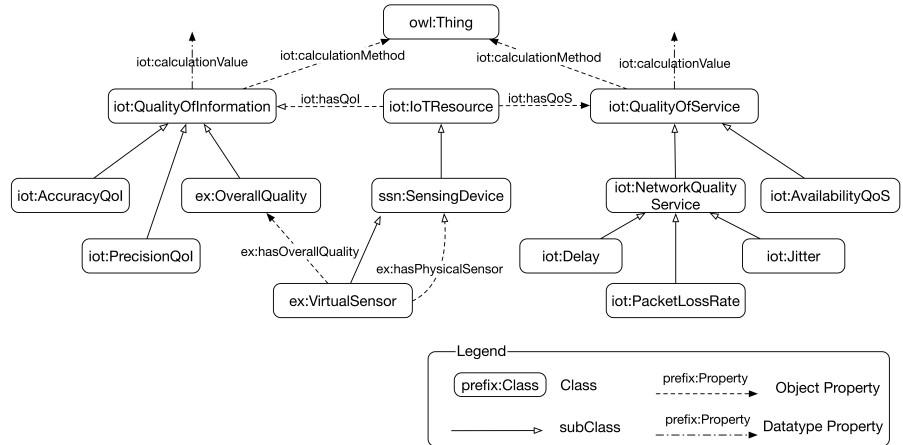 owl:Thing
iot:calculationValue
iot:calculationMethod
iot:calculationMethod
iot:calculationValue
iot:QualityOfInformation
iot:hasQoI
iot:IoTResource
iot:hasQoS
iot:QualityOfService
iot:AccuracyQoI
ex:OverallQuality
ssn:SensingDevice
iot:NetworkQuality
Service
iot:AvailabilityQoS
iot:PrecisionQoI
ex:hasOverallQuality
ex:hasPhysicalSensor
iot:Delay
iot:Jitter
ex:VirtualSensor
iot:PacketLossRate
Legend
prefix:Class
Class
prefix:Property
Object Property
subClass
prefix:Property
Datatype Property